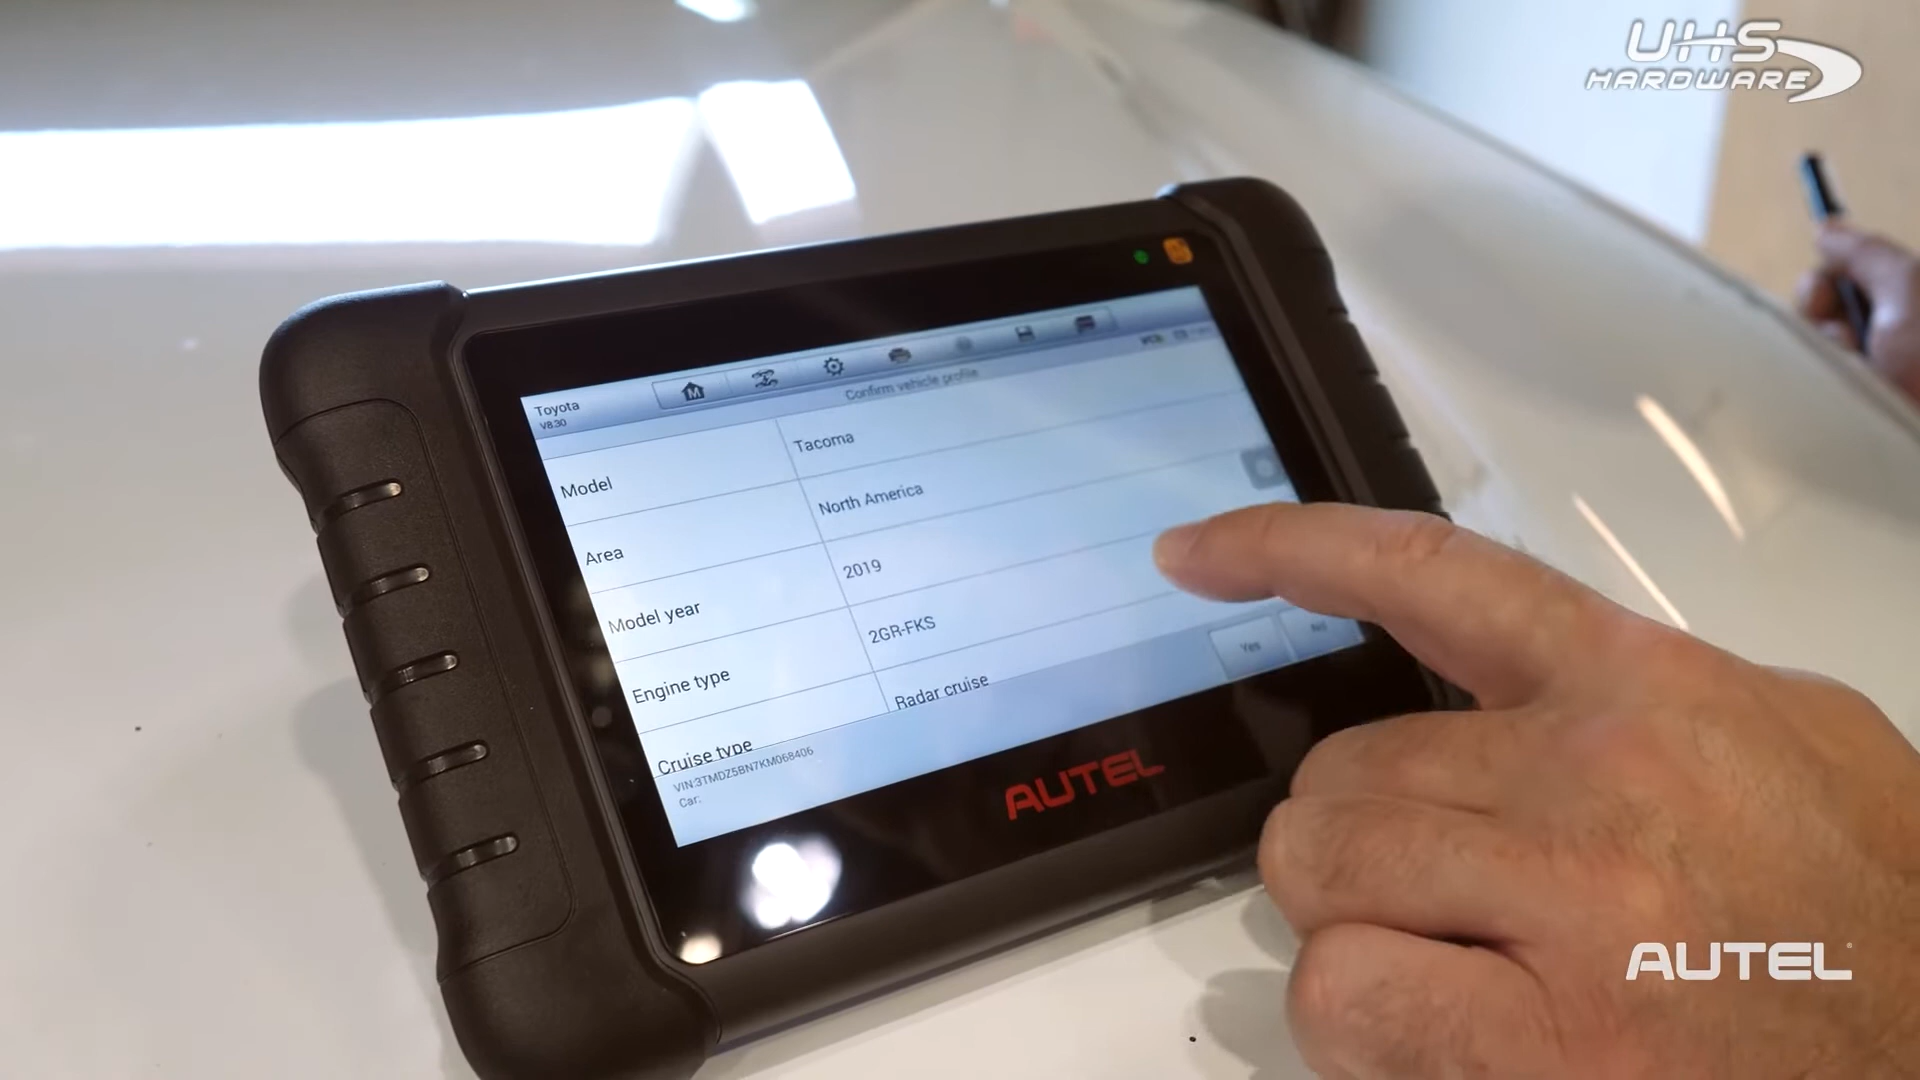 UHS
HARDWARE
Toyota
V8.30
M
Confirm vehicle profile
Model
Tacoma
Area
North America
Model year
2019
Engine type
2GR-FKS
Cruise type
Radar cruise
Yes
No
VIN:3TMDZ5BN7KM068406
Car:
AUTEL
AUTEL